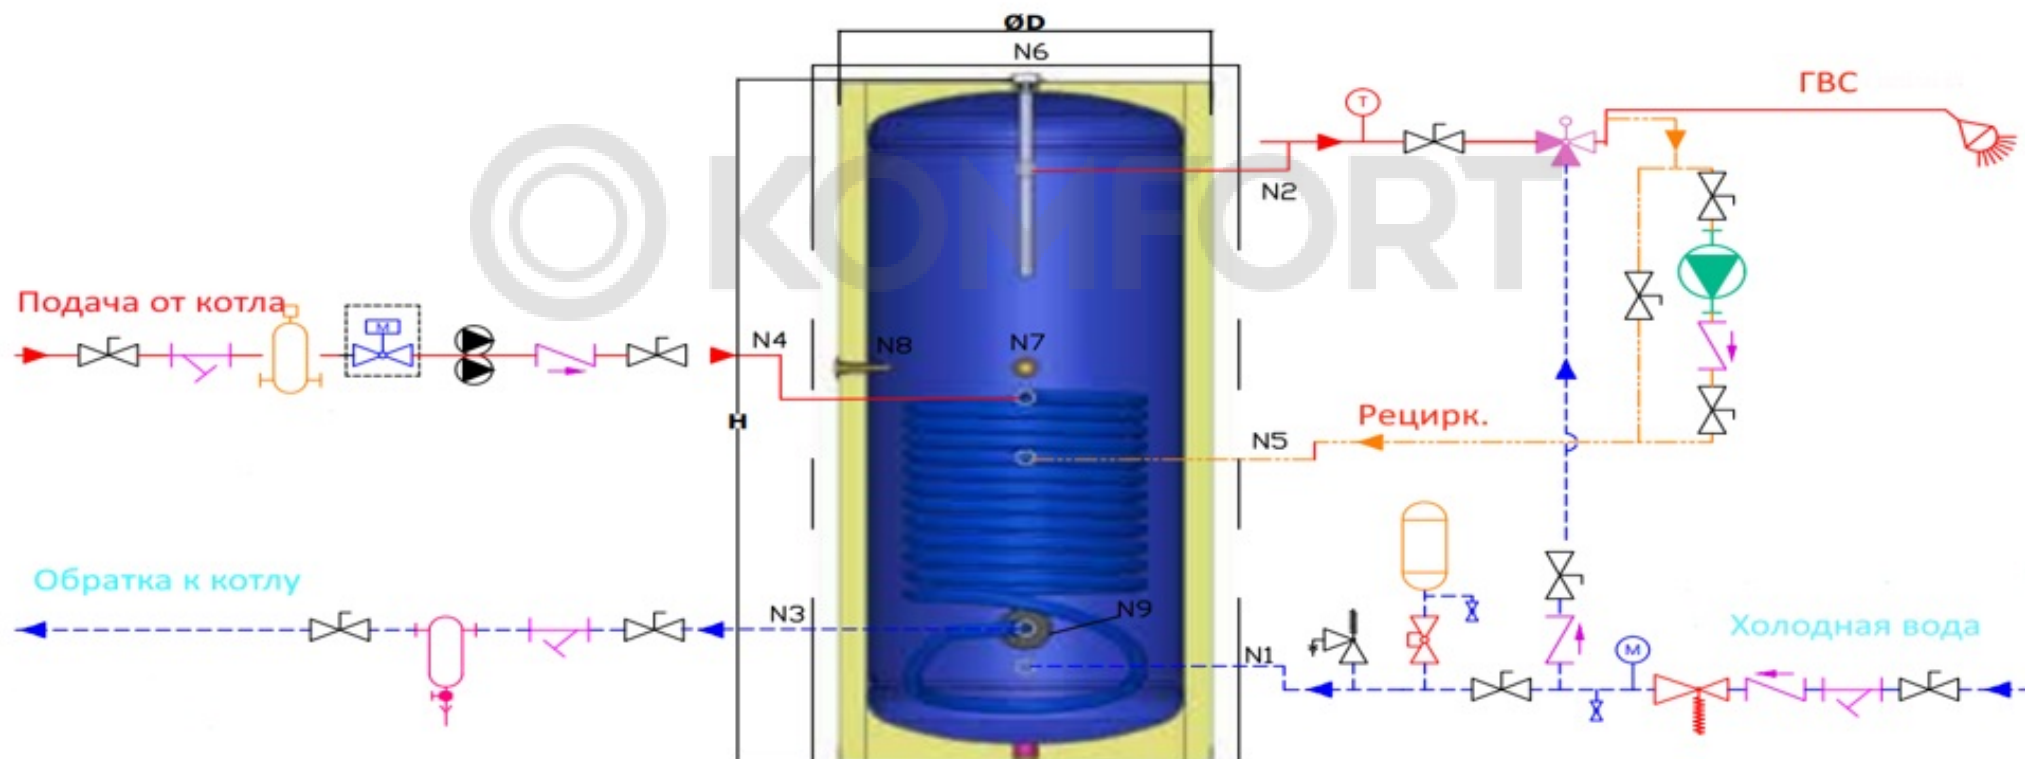 ØD
N6
ГВС
T
N2
KOMFORT
Подача от котла
M
N4
N8
N7
H
Рецирк.
N5
Обратка к котлу
N3
N9
Холодная вода
N1
M